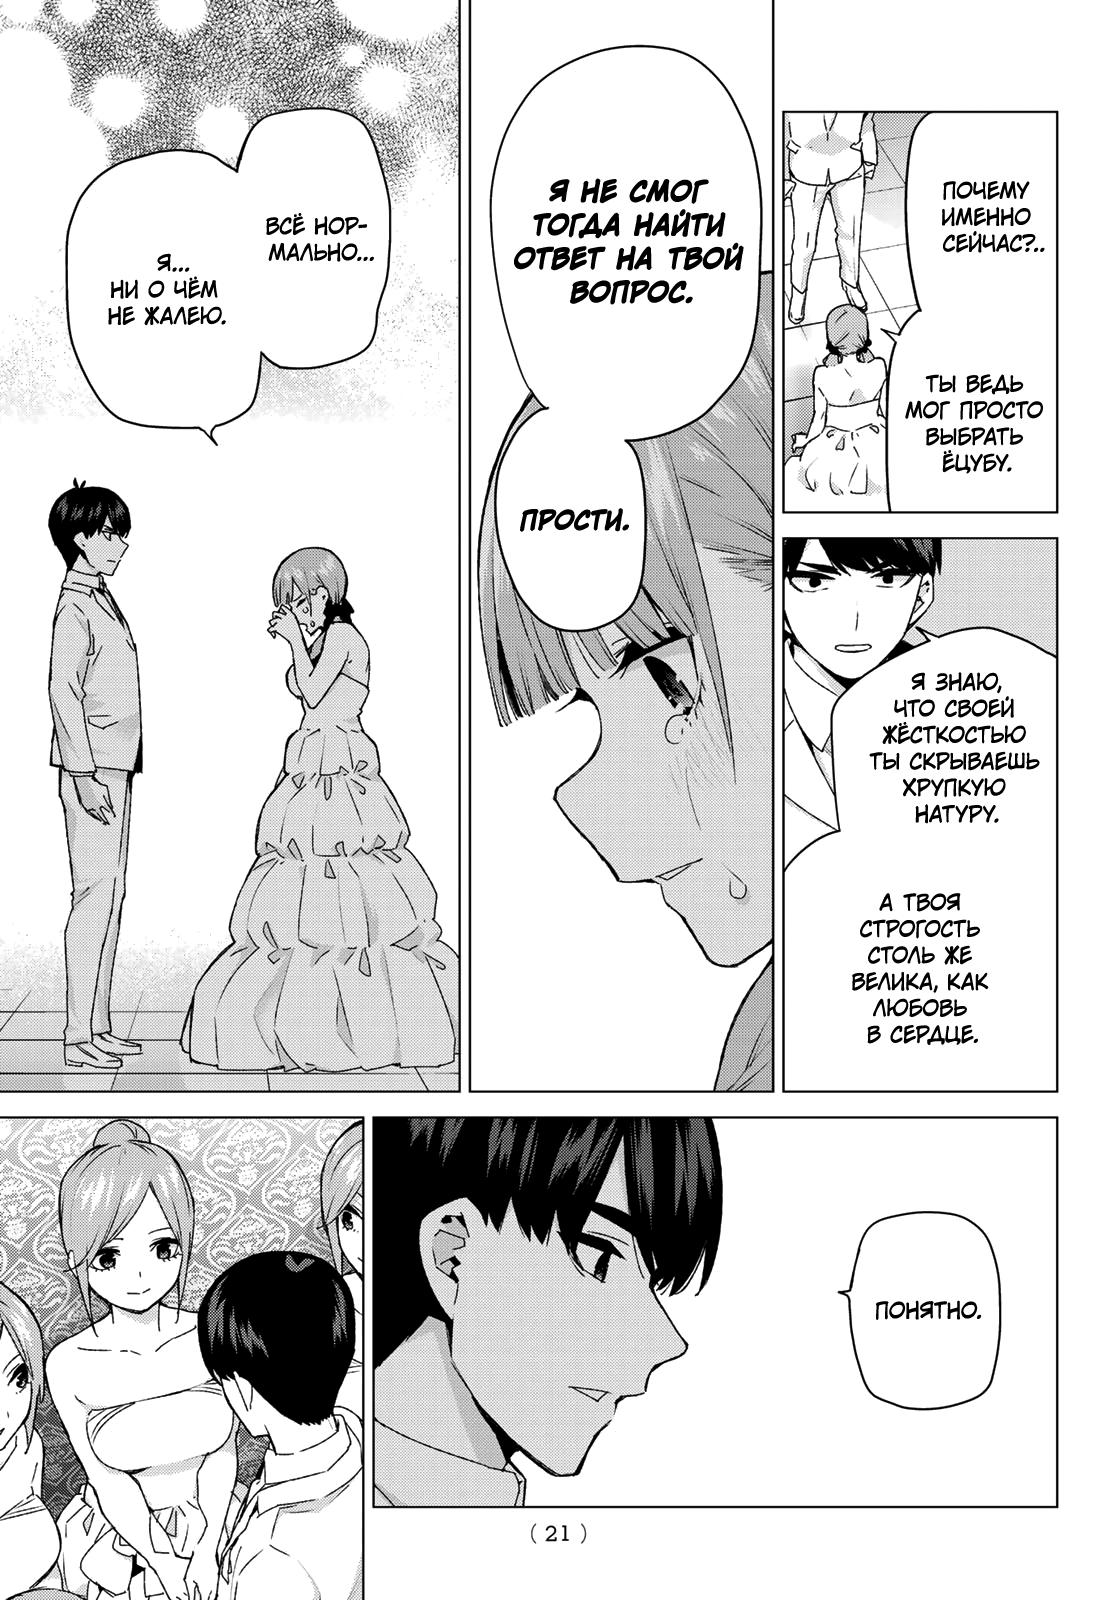 ПОЧЕМУ
ИМЕННО
СЕЙЧАС?..
ТЫ ВЕДЬ
МОГ ПРОСТО
ВЫБРАТЬ
ЁЦУБУ.
Я ЗНАЮ,
ЧТО СВОЕЙ
ЖЁСТКОСТЬЮ
ТЫ СКРЫВАЕШЬ
ХРУПКУЮ
НАТУРУ.
А ТВОЯ
СТРОГОСТЬ
СТОЛЬ ЖЕ
ВЕЛИКА, КАК
ЛЮБОВЬ
В СЕРДЦЕ.
Я НЕ СМОГ
ТОГДА НАЙТИ
ОТВЕТ НА ТВОЙ
ВОПРОС.
ПРОСТИ.
ВСЁ НОР-
МАЛЬНО...
Я...
НИ О ЧЁМ
НЕ ЖАЛЕЮ.
ПОНЯТНО.
( 21 )